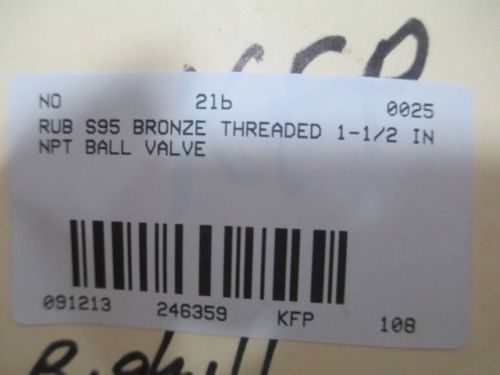 NO 21b 0025
RUB S95 BRONZE THREADED 1-1/2 IN
NPT BALL VALVE
091213 246359 KFP 108